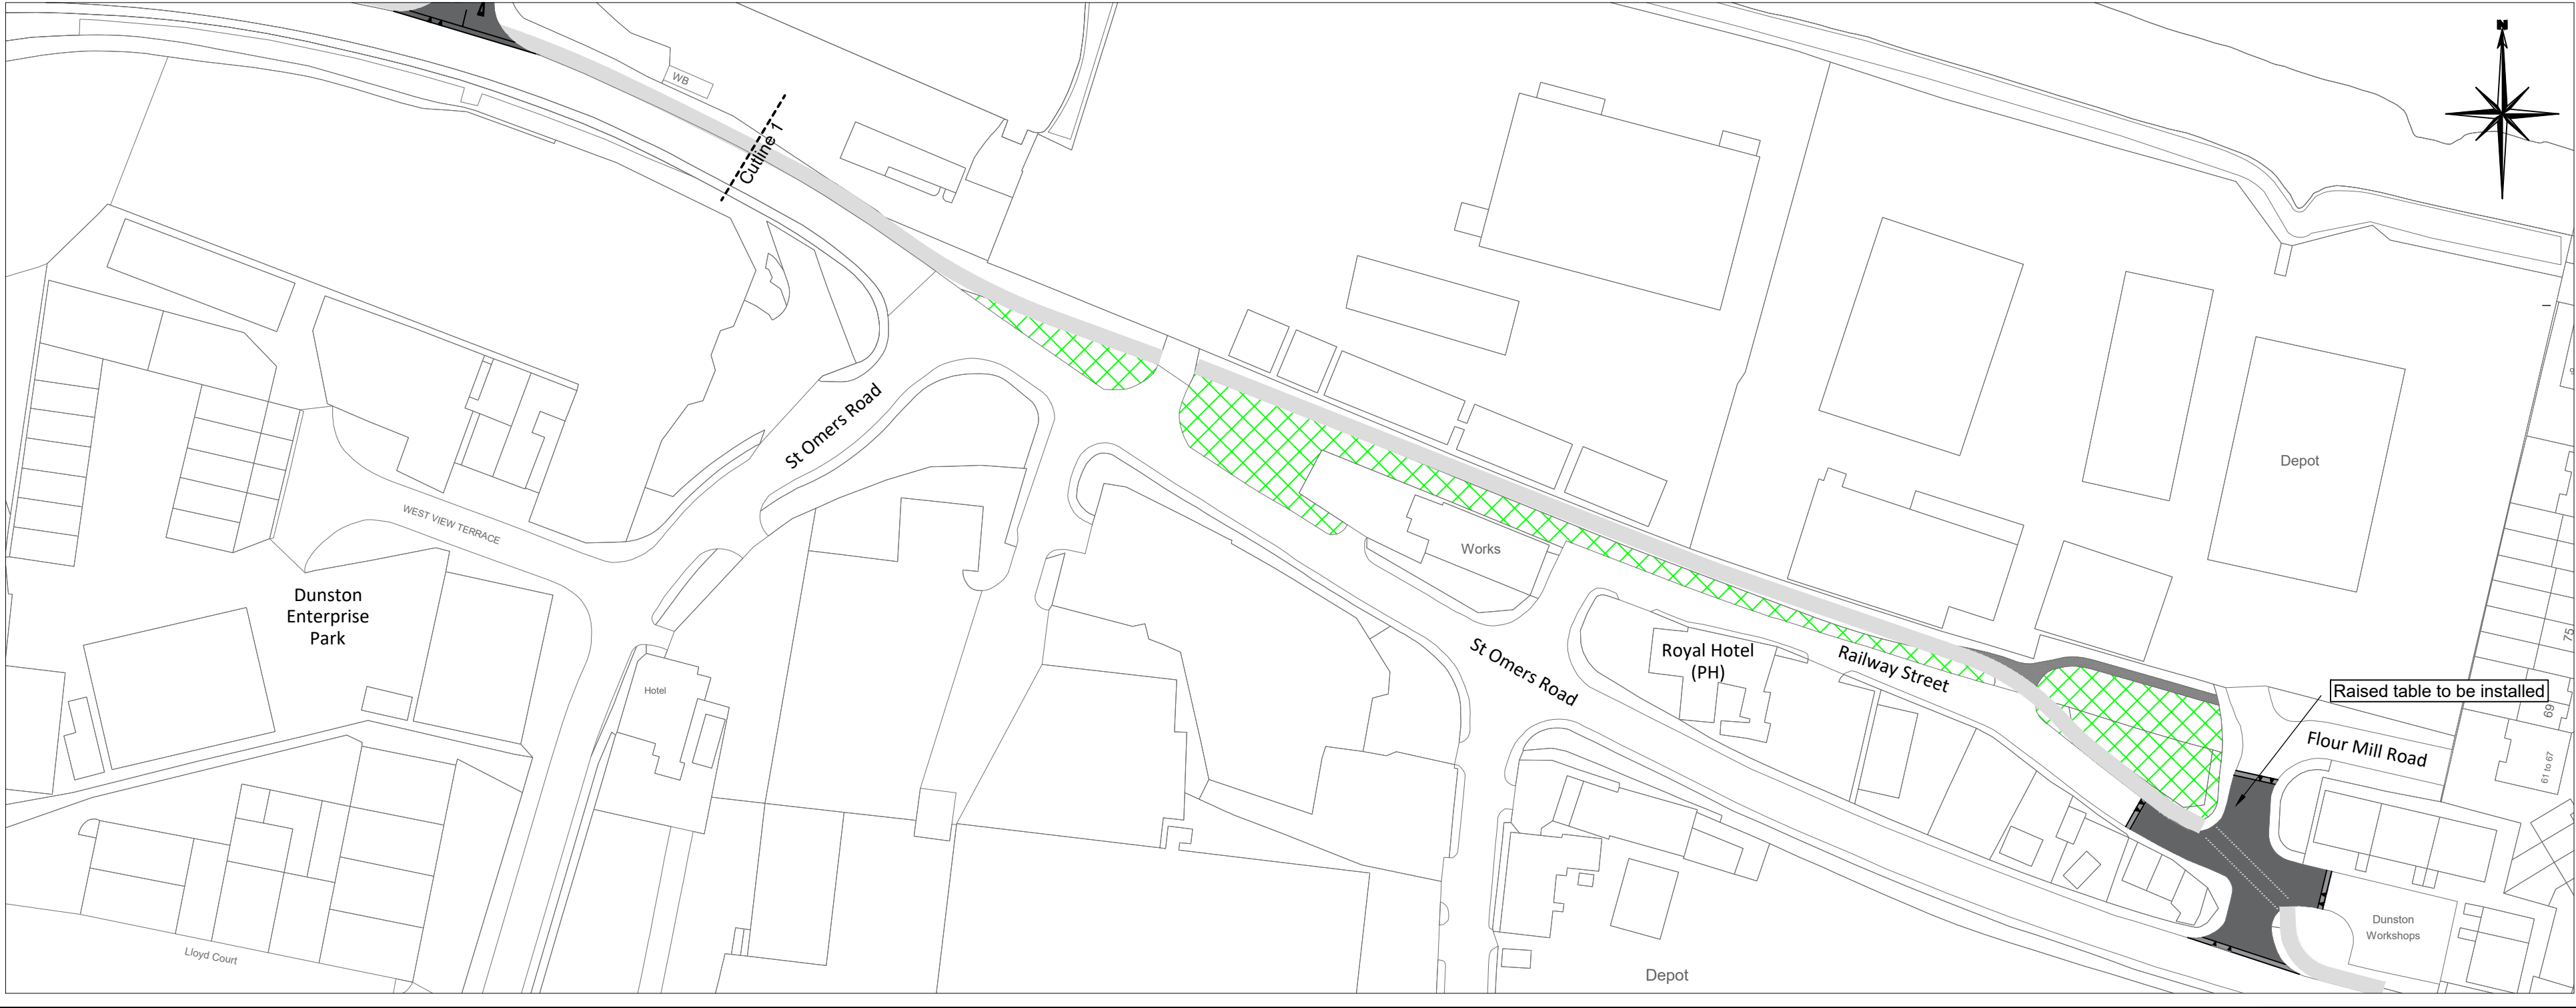 N
WB
Cutline 1
St Omers Road
WEST VIEW TERRACE
Dunston
Enterprise
Park
Hotel
Lloyd Court
Works
St Omers Road
Royal Hotel
(PH)
Railway Street
Depot
Raised table to be installed
Flour Mill Road
75
69
61 to 67
Dunston
Workshops
Depot